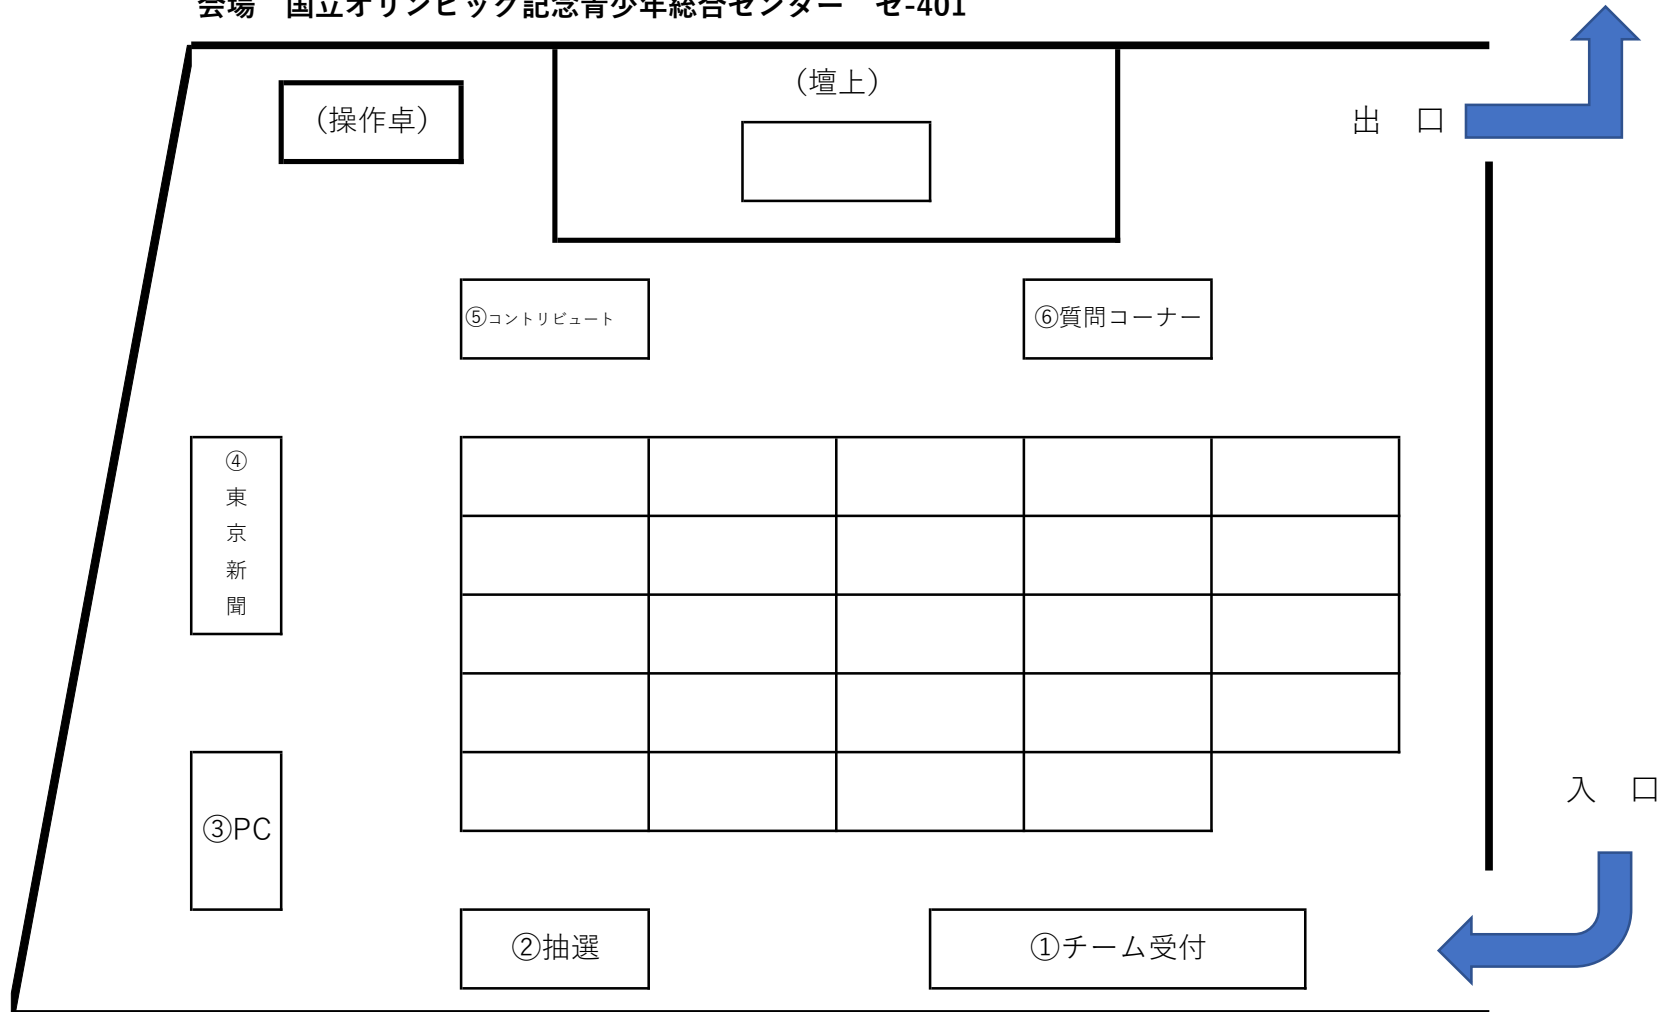 会場　国立オリンピック記念青少年総合センター　セ-401
（壇上）
（操作卓）
出　口
⑤コントリビュート
⑥質問コーナー
④東京新聞
入　口
③PC
②抽選
①チーム受付